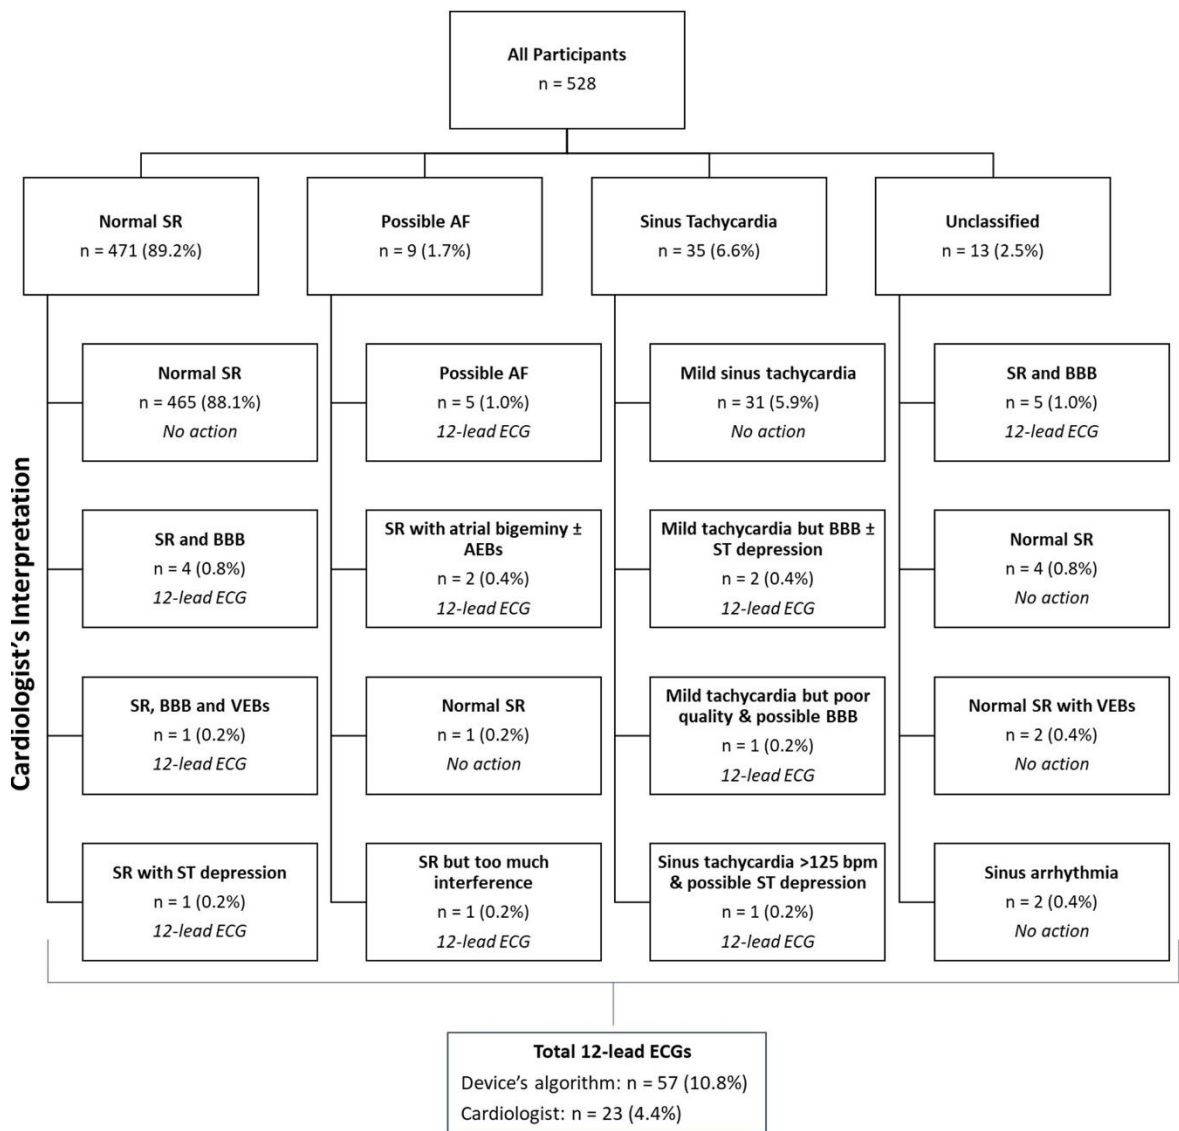 All Participants
n = 528
Normal SR
n = 471 (89.2%)
Possible AF
n = 9 (1.7%)
Sinus Tachycardia
n = 35 (6.6%)
Unclassified
n = 13 (2.5%)
Cardiologist's Interpretation
Normal SR
n = 465 (88.1%)
No action
Possible AF
n = 5 (1.0%)
12-lead ECG
Mild sinus tachycardia
n = 31 (5.9%)
No action
SR and BBB
n = 5 (1.0%)
12-lead ECG
SR and BBB
n = 4 (0.8%)
12-lead ECG
SR with atrial bigeminy ±
AEBs
n = 2 (0.4%)
12-lead ECG
Mild tachycardia but BBB ±
ST depression
n = 2 (0.4%)
12-lead ECG
Normal SR
n = 4 (0.8%)
No action
SR, BBB and VEBs
n = 1 (0.2%)
12-lead ECG
Normal SR
n = 1 (0.2%)
No action
Mild tachycardia but poor
quality & possible BBB
n = 1 (0.2%)
12-lead ECG
Normal SR with VEBs
n = 2 (0.4%)
No action
SR with ST depression
n = 1 (0.2%)
12-lead ECG
SR but too much
interference
n = 1 (0.2%)
12-lead ECG
Sinus tachycardia >125 bpm
& possible ST depression
n = 1 (0.2%)
12-lead ECG
Sinus arrhythmia
n = 2 (0.4%)
No action
Total 12-lead ECGs
Device's algorithm: n = 57 (10.8%)
Cardiologist: n = 23 (4.4%)